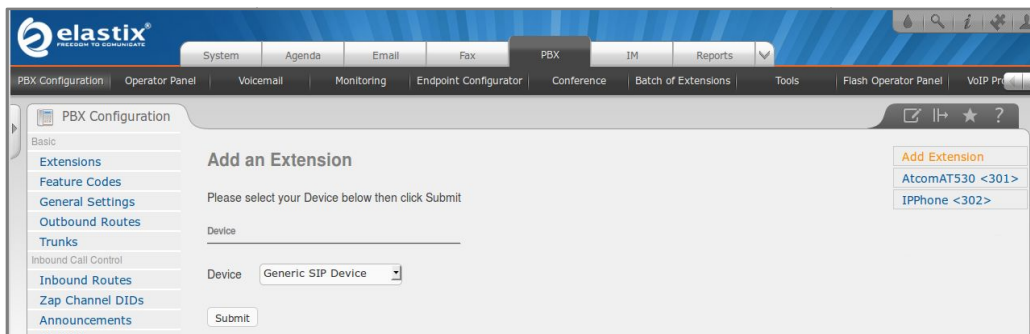 elastix®
FREEDOM TO COMMUNICATE
System Agenda Email Fax PBX IM Reports
PBX Configuration Operator Panel Voicemail Monitoring Endpoint Configurator Conference Batch of Extensions Tools Flash Operator Panel VoIP Pr
PBX Configuration
Basic
Extensions
Feature Codes
General Settings
Outbound Routes
Trunks
Inbound Call Control
Inbound Routes
Zap Channel DIDs
Announcements
Add an Extension
Please select your Device below then click Submit
Device
Device Generic SIP Device
Submit
Add Extension
AtcomAT530 <301>
IPPhone <302>